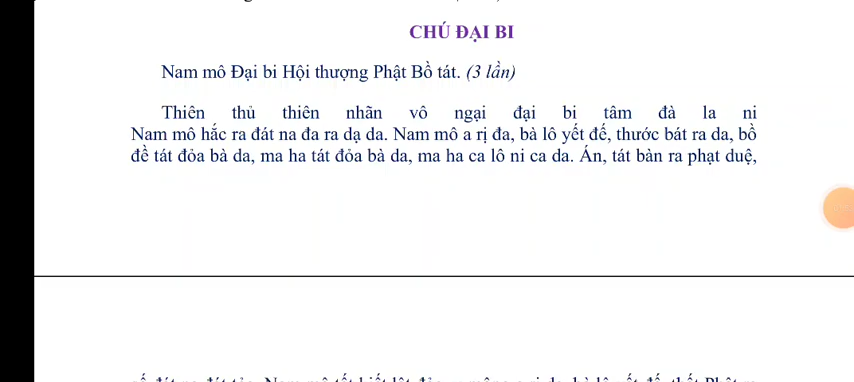 CHÚ ĐẠI BI
Nam mô Đại bi Hội thượng Phật Bồ tát. (3 lần)
Thiên thủ thiên nhãn vô ngại đại bi tâm đà la ni
Nam mô hắc ra đát na đa ra dạ da. Nam mô a rị đa, bà lô yết đế, thước bát ra da, bồ
đề tát đỏa bà da, ma ha tát đỏa bà da, ma ha ca lô ni ca da. Án, tát bàn ra phạt duệ,